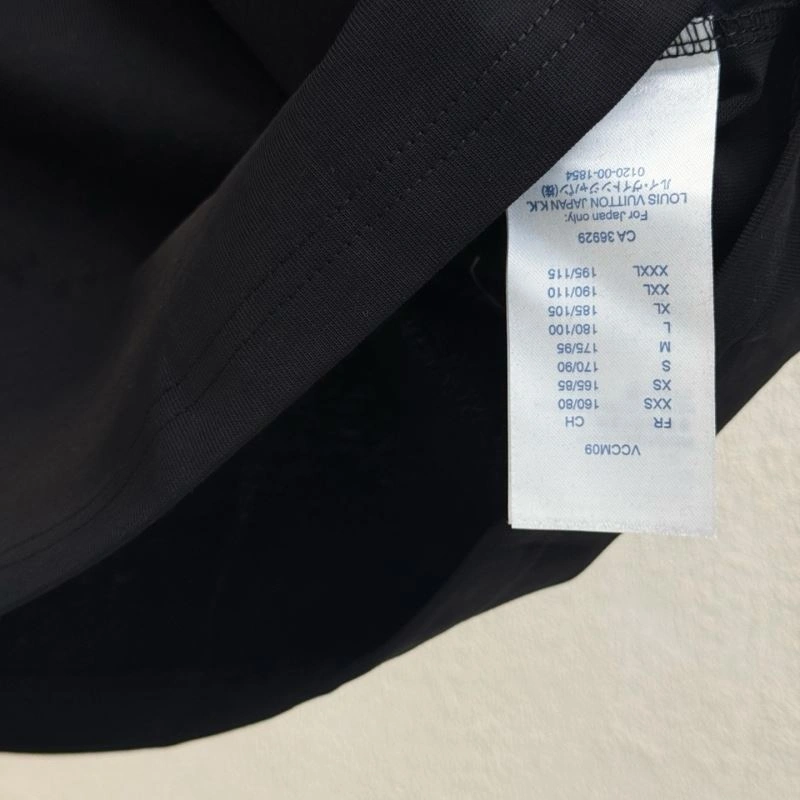 VCCM09
FR CH
XXS 160/80
XS 165/85
S 170/90
M 175/95
L 180/100
XL 185/105
XXL 190/110
XXXL 195/115
CA 36929
For Japan only:
LOUIS VUITTON JAPAN K.K.
ルイ・ヴィトンジャパン(株)
0120-00-1854